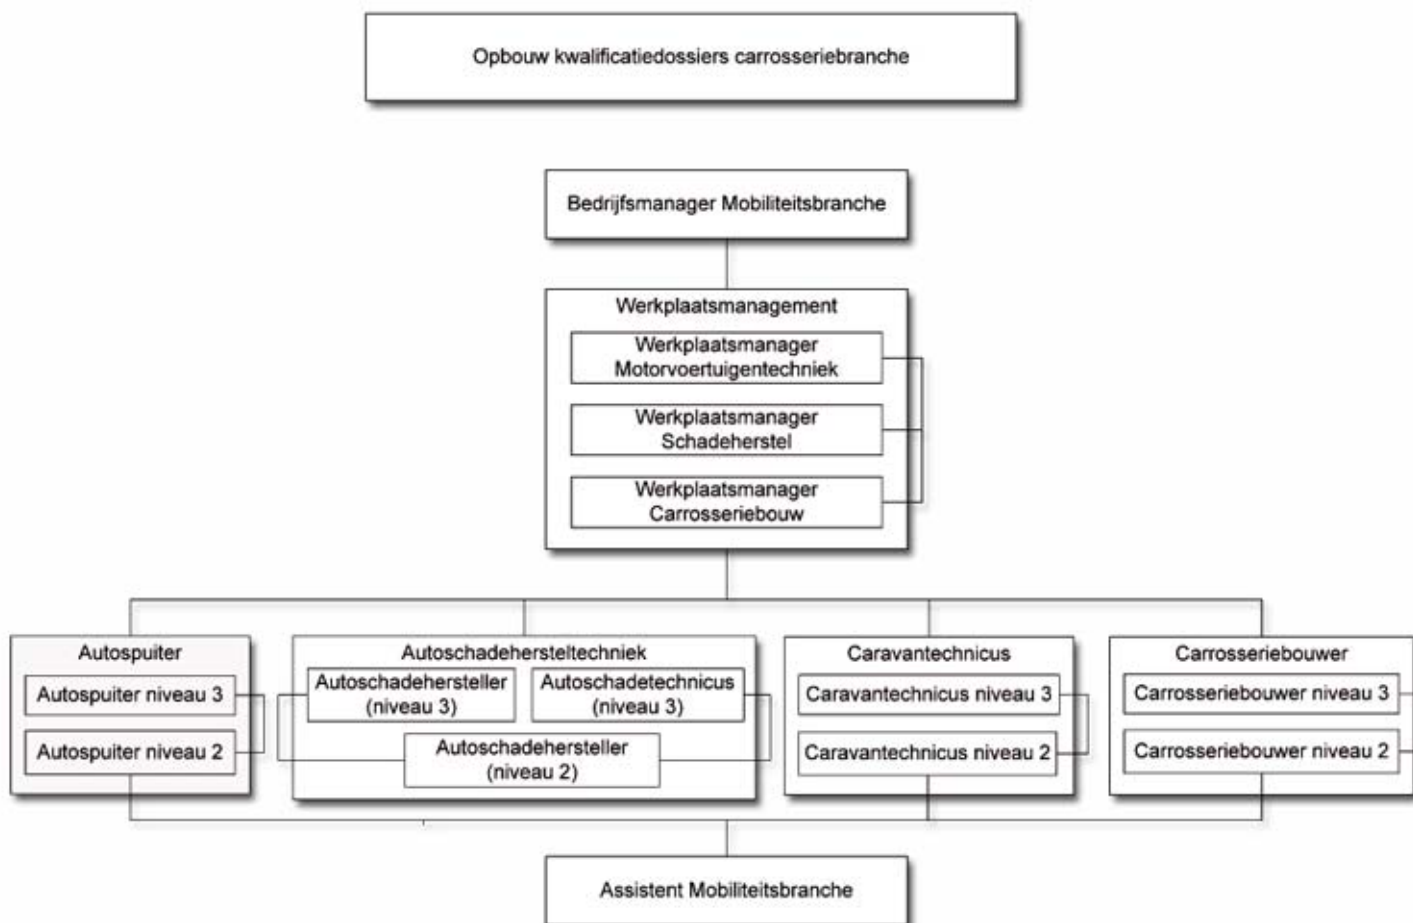 Opbouw kwalificatiedossiers carrosseriebranche
Bedrijfsmanager Mobiliteitsbranche
Werkplaatsmanagement
Werkplaatsmanager
Motorvoertuigentechniek
Werkplaatsmanager
Schadeherstel
Werkplaatsmanager
Carrosseriebouw
Autospuiter
Autospuiter niveau 3
Autospuiter niveau 2
Autoschadehersteltechniek
Autoschadehersteller
(niveau 3)
Autoschadetechnicus
(niveau 3)
Autoschadehersteller
(niveau 2)
Caravantechnicus
Caravantechnicus niveau 3
Caravantechnicus niveau 2
Carrosseriebouwer
Carrosseriebouwer niveau 3
Carrosseriebouwer niveau 2
Assistent Mobiliteitsbranche